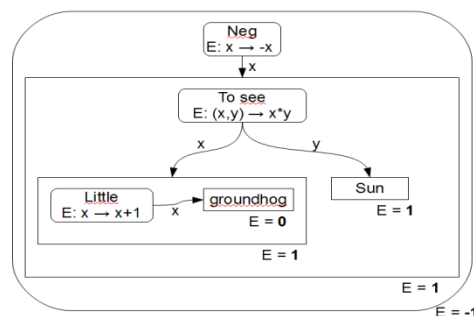 Neg
E: x → -x
x
To see
E: (x,y) → x*y
x
y
Little
E: x → x+1
x
groundhog
E = 0
E = 1
Sun
E = 1
E = 1
E = -1